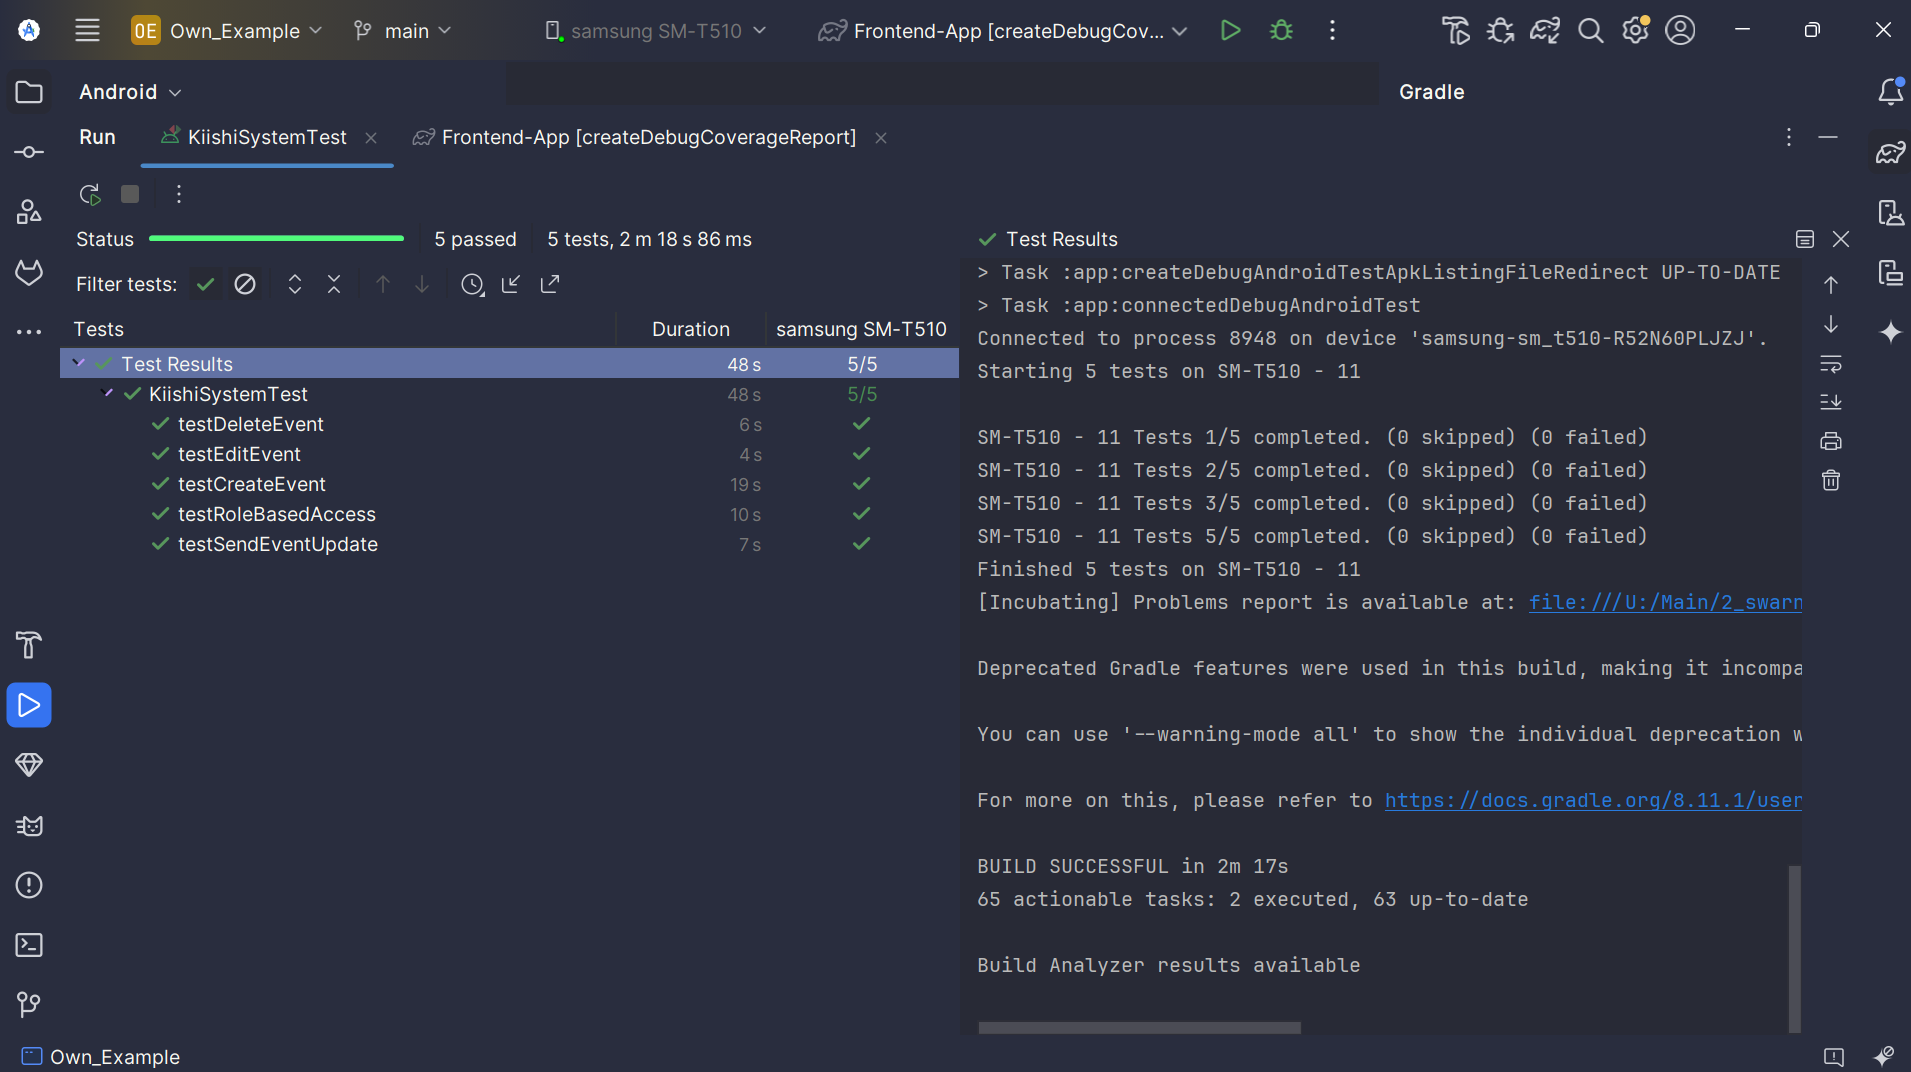 OE Own_Example main samsung SM-T510 Frontend-App [createDebugCov...
Android
Gradle
Run KiishiSystemTest Frontend-App [createDebugCoverageReport]
Status 5 passed 5 tests, 2 m 18 s 86 ms
Filter tests:
Tests Duration samsung SM-T510
Test Results 48 s 5/5
KiishiSystemTest 48 s 5/5
testDeleteEvent 6 s
testEditEvent 4 s
testCreateEvent 19 s
testRoleBasedAccess 10 s
testSendEventUpdate 7 s
Test Results
> Task :app:createDebugAndroidTestApkListingFileRedirect UP-TO-DATE
> Task :app:connectedDebugAndroidTest
Connected to process 8948 on device 'samsung-sm_t510-R52N60PLJZJ'.
Starting 5 tests on SM-T510 - 11
SM-T510 - 11 Tests 1/5 completed. (0 skipped) (0 failed)
SM-T510 - 11 Tests 2/5 completed. (0 skipped) (0 failed)
SM-T510 - 11 Tests 3/5 completed. (0 skipped) (0 failed)
SM-T510 - 11 Tests 5/5 completed. (0 skipped) (0 failed)
Finished 5 tests on SM-T510 - 11
[Incubating] Problems report is available at: file:///U:/Main/2_swarn
Deprecated Gradle features were used in this build, making it incompa
You can use '--warning-mode all' to show the individual deprecation w
For more on this, please refer to https://docs.gradle.org/8.11.1/user
BUILD SUCCESSFUL in 2m 17s
65 actionable tasks: 2 executed, 63 up-to-date
Build Analyzer results available
Own_Example